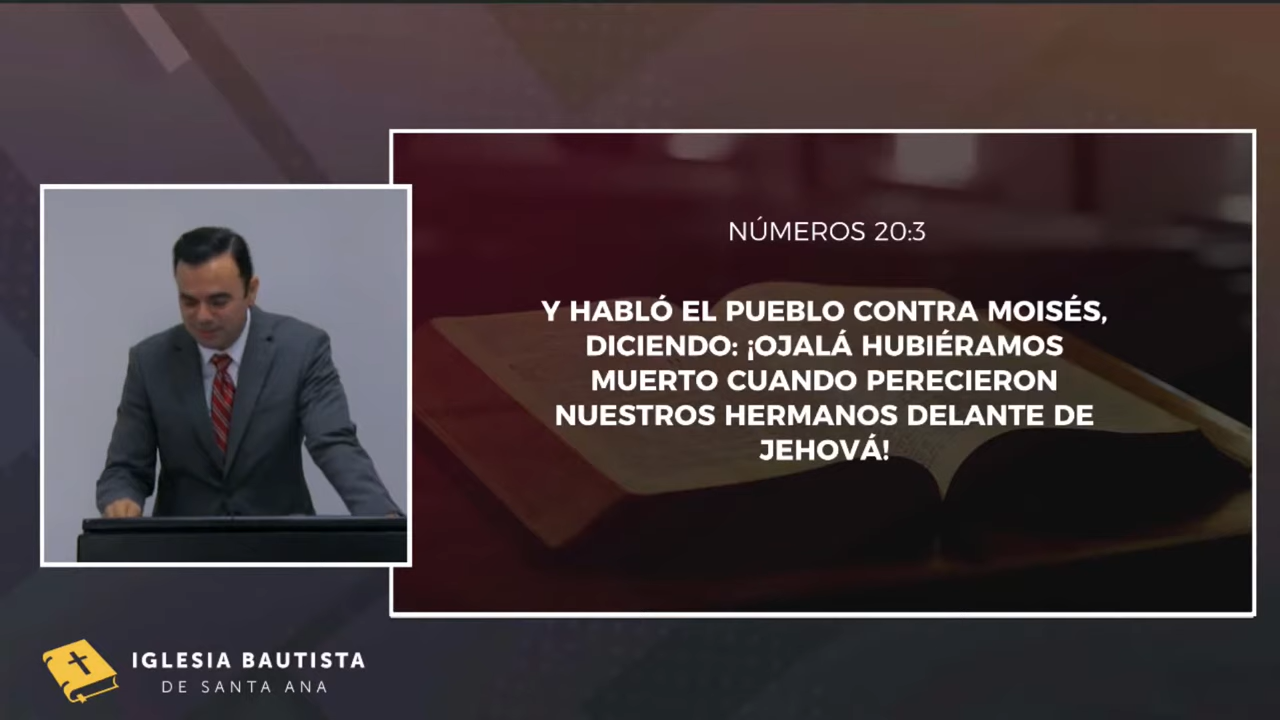 NÚMEROS 20:3
Y HABLÓ EL PUEBLO CONTRA MOISÉS,
DICIENDO: ¡OJALÁ HUBIÉRAMOS
MUERTO CUANDO PERECIERON
NUESTROS HERMANOS DELANTE DE
JEHOVÁ!
IGLESIA BAUTISTA
DE SANTA ANA